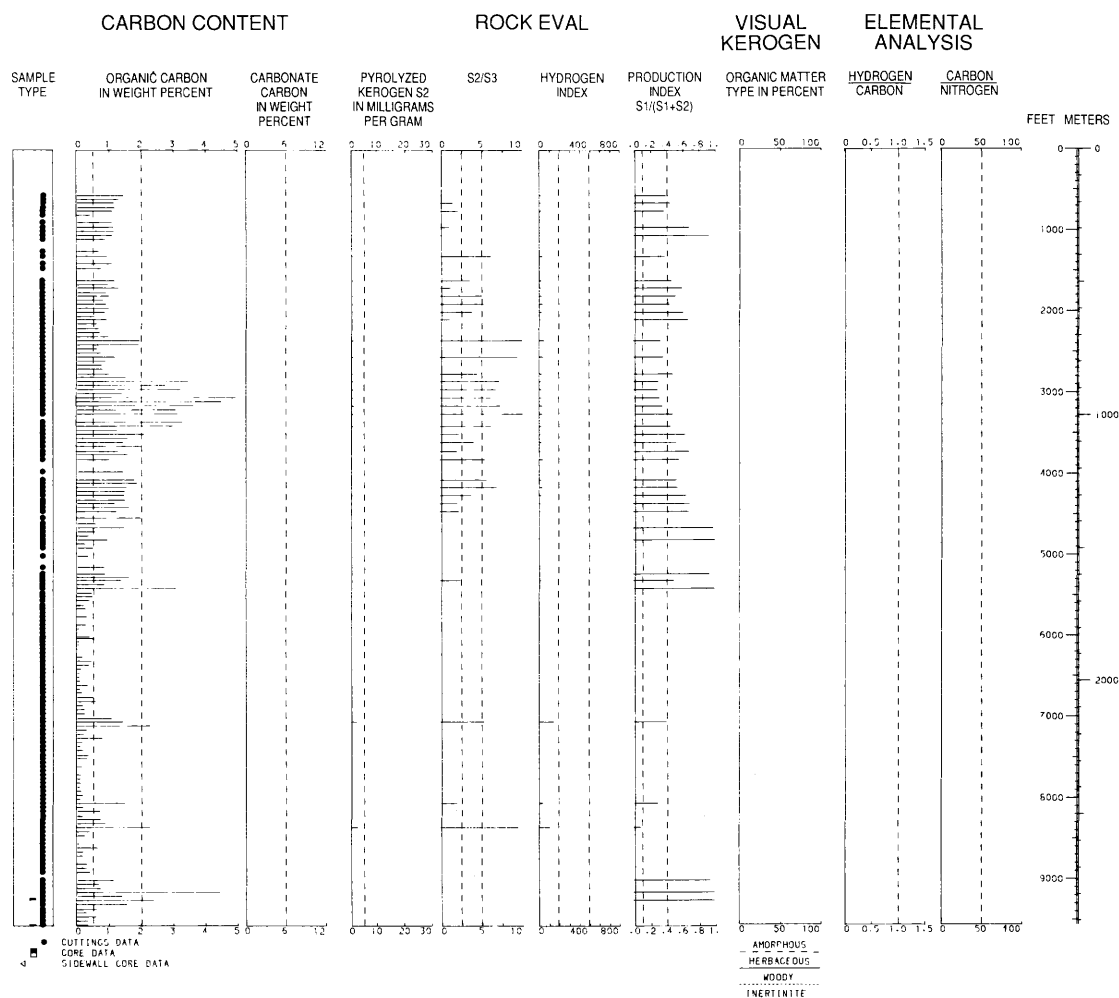 CARBON CONTENT
ROCK EVAL
VISUAL
KEROGEN
ELEMENTAL
ANALYSIS
SAMPLE
TYPE
ORGANIC CARBON
IN WEIGHT PERCENT
CARBONATE
CARBON
IN WEIGHT
PERCENT
PYROLYZED
KEROGEN S2
IN MILLIGRAMS
PER GRAM
S2/S3
HYDROGEN
INDEX
PRODUCTION
INDEX
S1/(S1+S2)
ORGANIC MATTER
TYPE IN PERCENT
HYDROGEN
CARBON
CARBON
NITROGEN
FEET METERS
0 1 2 3 4 5
0 6 12
0 10 20 30
0 5 10
0 400 800
.0 .2 .4 .6 .8 1.
0 50 100
0 0.5 1.0 1.5
0 50 100
0 0
1000
2000
3000
1000
4000
5000
6000
2000
7000
8000
9000
0 1 2 3 4 5
0 6 12
0 10 20 30
0 5 10
0 400 800
.0 .2 .4 .6 .8 1.
0 50 100
0 0.5 1.0 1.5
0 50 100
CUTTINGS DATA
CORE DATA
SIDEWALL CORE DATA
AMORPHOUS
HERBACEOUS
WOODY
INERTINITE